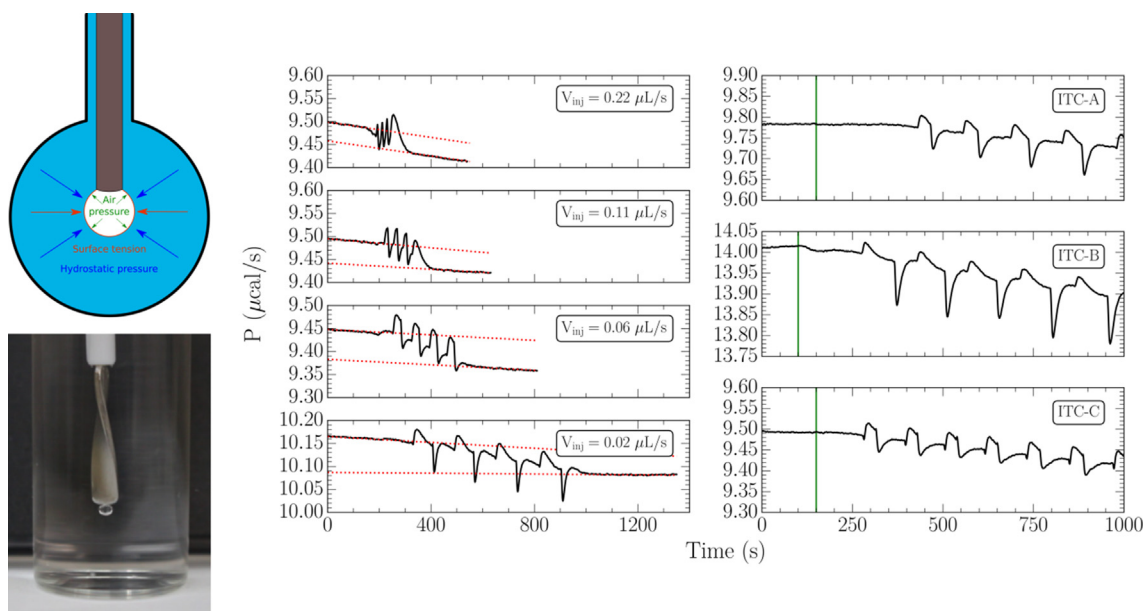 Air
pressure
Surface tension
Hydrostatic pressure
P (μcal/s)
9.60
9.55
9.50
9.45
9.40
V_inj = 0.22 μL/s
9.60
9.55
9.50
9.45
9.40
V_inj = 0.11 μL/s
9.50
9.45
9.40
9.35
9.30
V_inj = 0.06 μL/s
10.20
10.15
10.10
10.05
10.00
V_inj = 0.02 μL/s
0 400 800 1200
9.90
9.85
9.80
9.75
9.70
9.65
9.60
ITC-A
14.05
14.00
13.95
13.90
13.85
13.80
13.75
ITC-B
9.60
9.55
9.50
9.45
9.40
9.35
9.30
ITC-C
0 250 500 750 1000
Time (s)